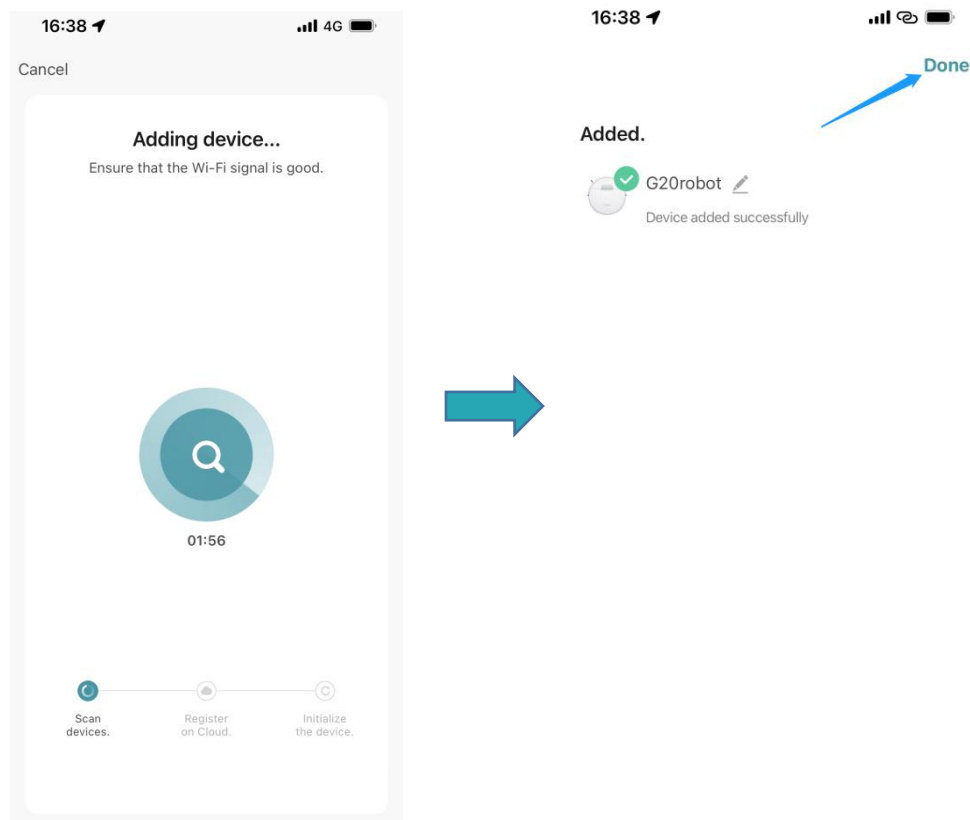 16:38
4G
Cancel
Adding device...
Ensure that the Wi-Fi signal is good.
01:56
Scan
devices.
Register
on Cloud.
Initialize
the device.
16:38
Done
Added.
G20robot
Device added successfully